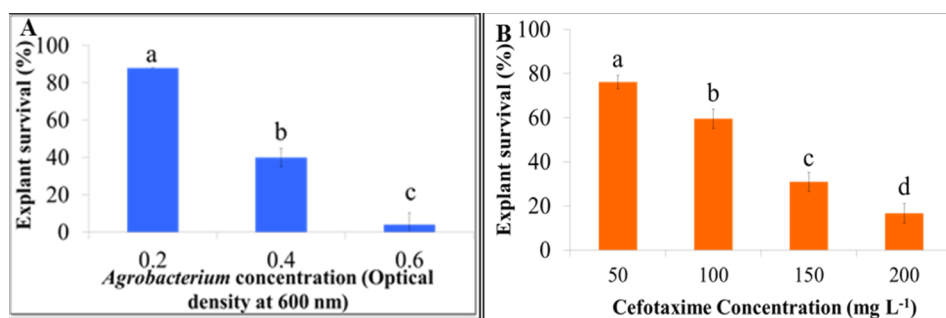 A
Explant survival (%)
100
80
60
40
20
0
a
b
c
0.2
0.4
0.6
Agrobacterium concentration (Optical
density at 600 nm)
B
Explant survival (%)
100
80
60
40
20
0
a
b
c
d
50
100
150
200
Cefotaxime Concentration (mg L⁻¹)